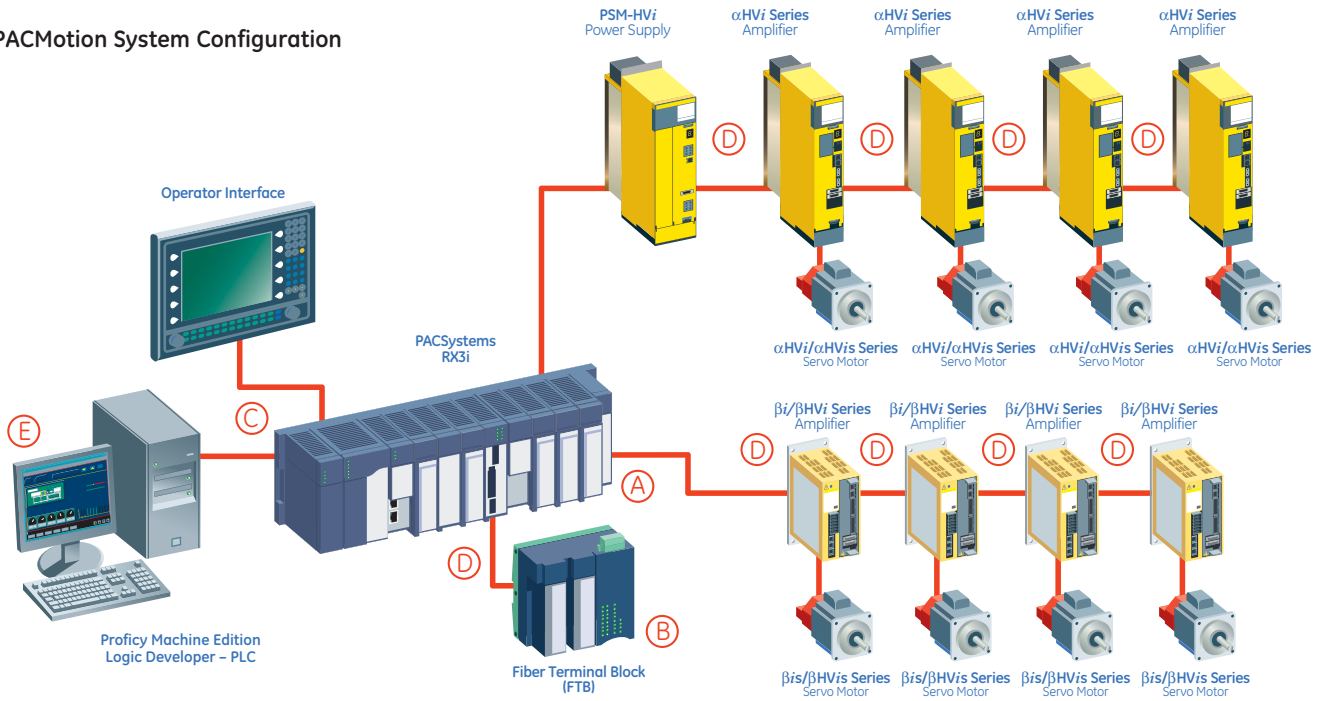 PACMotion System Configuration
PSM-HVi
Power Supply
αHVi Series
Amplifier
αHVi Series
Amplifier
αHVi Series
Amplifier
αHVi Series
Amplifier
D
D
D
D
Operator Interface
αHVi/αHVis Series
Servo Motor
αHVi/αHVis Series
Servo Motor
αHVi/αHVis Series
Servo Motor
αHVi/αHVis Series
Servo Motor
PACSystems
RX3i
C
E
A
βi/βHVi Series
Amplifier
βi/βHVi Series
Amplifier
βi/βHVi Series
Amplifier
βi/βHVi Series
Amplifier
D
D
D
D
D
B
Proficy Machine Edition
Logic Developer – PLC
Fiber Terminal Block
(FTB)
βis/βHVis Series
Servo Motor
βis/βHVis Series
Servo Motor
βis/βHVis Series
Servo Motor
βis/βHVis Series
Servo Motor